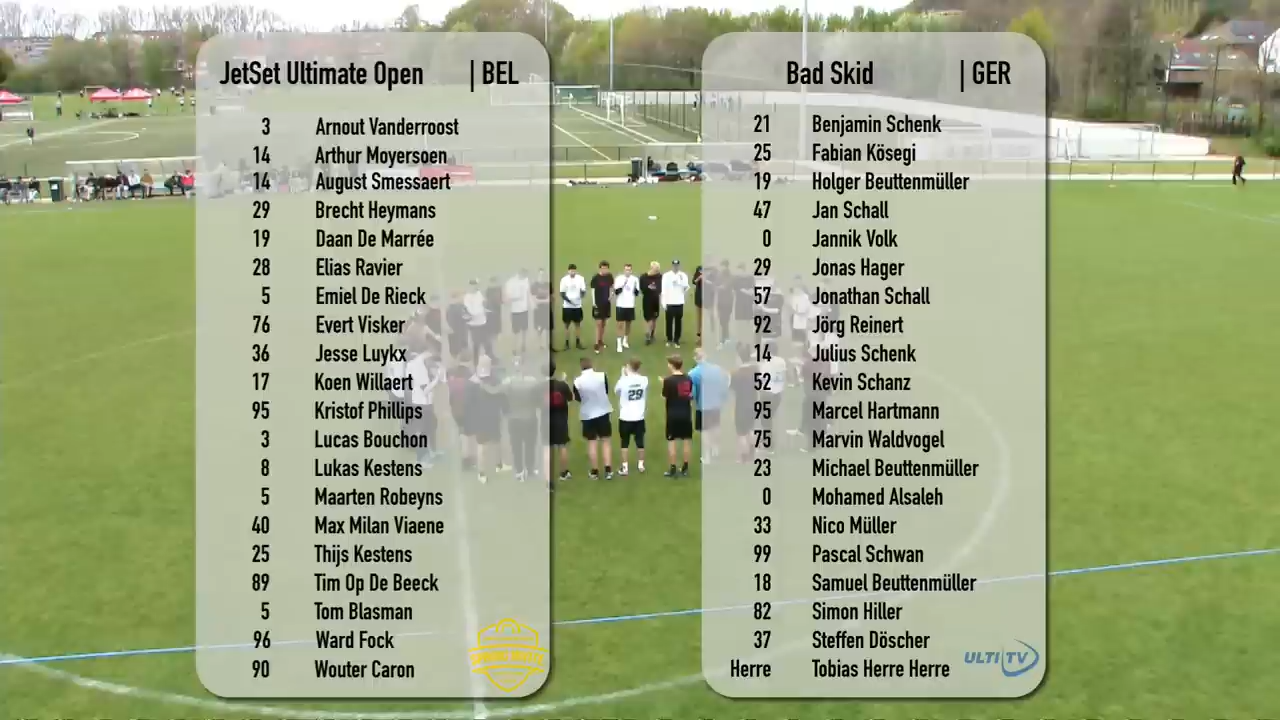 JetSet Ultimate Open | BEL
3 Arnout Vanderroost
14 Arthur Moyersoen
14 August Smessaert
29 Brecht Heymans
19 Daan De Marrée
28 Elias Ravier
5 Emiel De Rieck
76 Evert Visker
36 Jesse Luykx
17 Koen Willaert
95 Kristof Phillips
3 Lucas Bouchon
8 Lukas Kestens
5 Maarten Robeyns
40 Max Milan Viaene
25 Thijs Kestens
89 Tim Op De Beeck
5 Tom Blasman
96 Ward Fock
90 Wouter Caron
Bad Skid | GER
21 Benjamin Schenk
25 Fabian Kösegi
19 Holger Beuttenmüller
47 Jan Schall
0 Jannik Volk
29 Jonas Hager
57 Jonathan Schall
92 Jörg Reinert
14 Julius Schenk
52 Kevin Schanz
95 Marcel Hartmann
75 Marvin Waldvogel
23 Michael Beuttenmüller
0 Mohamed Alsaleh
33 Nico Müller
99 Pascal Schwan
18 Samuel Beuttenmüller
82 Simon Hiller
37 Steffen Döscher
Herre Tobias Herre Herre
ULTI TV
29